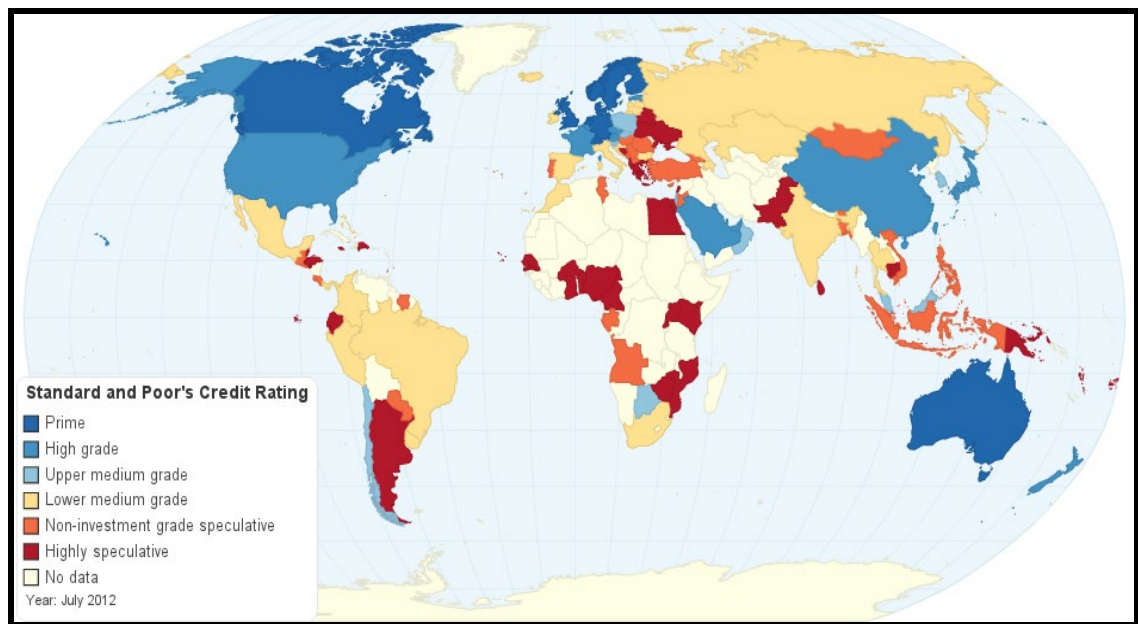 Standard and Poor's Credit Rating
Prime
High grade
Upper medium grade
Lower medium grade
Non-investment grade speculative
Highly speculative
No data
Year: July 2012